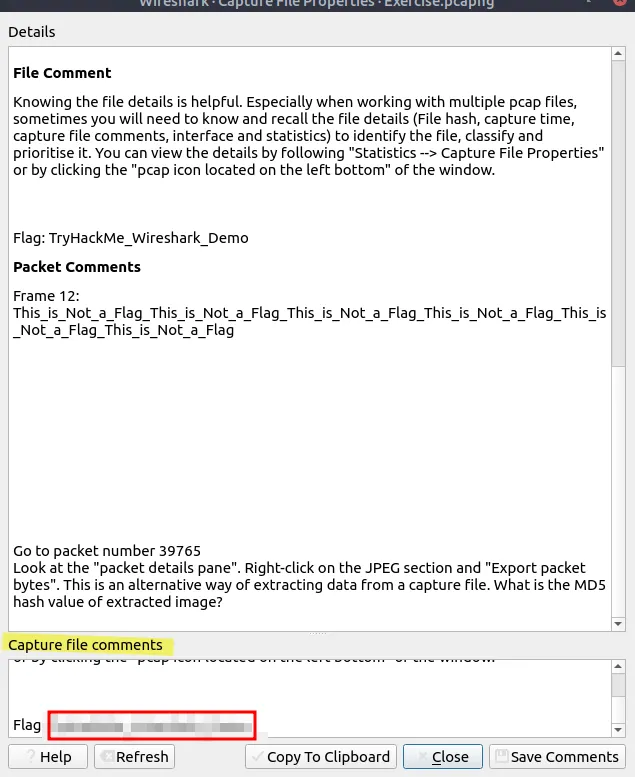 Wireshark · Capture File Properties · Exercise.pcapng
Details
File Comment
Knowing the file details is helpful. Especially when working with multiple pcap files,
sometimes you will need to know and recall the file details (File hash, capture time,
capture file comments, interface and statistics) to identify the file, classify and
prioritise it. You can view the details by following "Statistics --> Capture File Properties"
or by clicking the "pcap icon located on the left bottom" of the window.
Flag: TryHackMe_Wireshark_Demo
Packet Comments
Frame 12:
This_is_Not_a_Flag_This_is_Not_a_Flag_This_is_Not_a_Flag_This_is_Not_a_Flag_This_is
_Not_a_Flag_This_is_Not_a_Flag
Go to packet number 39765
Look at the "packet details pane". Right-click on the JPEG section and "Export packet
bytes". This is an alternative way of extracting data from a capture file. What is the MD5
hash value of extracted image?
Capture file comments
or by clicking the "pcap icon located on the left bottom" of the window.
Flag
Help
Refresh
Copy To Clipboard
Close
Save Comments